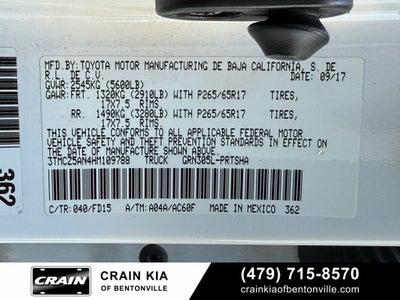 MFD.BY:TOYOTA MOTOR MANUFACTURING DE BAJA CALIFORNIA, S. DE
R.L. DE C.V. 09/17
GVWR:2545KG (5600LB)
GAWR:FRT. 1320KG (2910LB) WITH P265/65R17 TIRES,
17X7.5 RIMS
RR. 1490KG (3280LB) WITH P265/65R17 TIRES,
17X7.5 RIMS
THIS VEHICLE CONFORMS TO ALL APPLICABLE FEDERAL MOTOR
VEHICLE SAFETY AND THEFT PREVENTION STANDARDS IN EFFECT
ON THE DATE OF MANUFACTURE SHOWN ABOVE.
3TMCZ5AN4HM109788 TRUCK GRN305L-PRTSHA
C/TR:040/FD15 A/TM:A04A/AC60F MADE IN MEXICO 362
362
CRAIN
CRAIN KIA
OF BENTONVILLE
(479) 715-8570
crainkiaofbentonville.com/